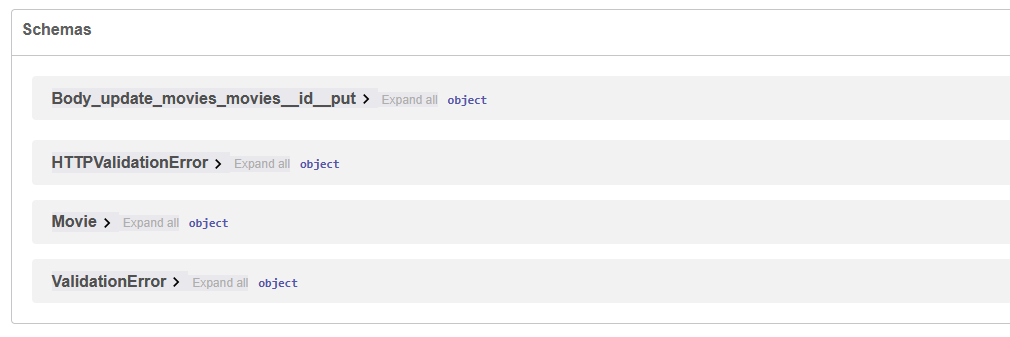 Schemas
Body_update_movies_movies__id__put Expand all object
HTTPValidationError Expand all object
Movie Expand all object
ValidationError Expand all object